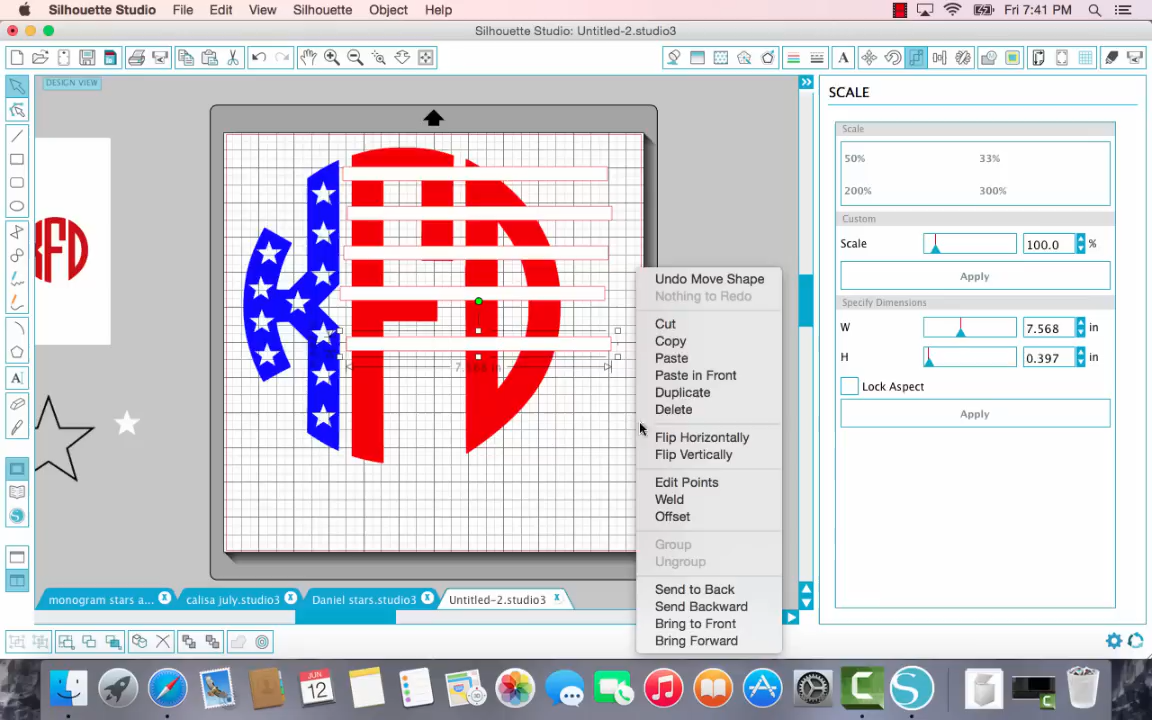 Silhouette Studio File Edit View Silhouette Object Help Fri 7:41 PM
Silhouette Studio: Untitled-2.studio3
DESIGN VIEW
SCALE
Scale
50% 33%
200% 300%
Custom
Scale 100.0 %
Apply
Specify Dimensions
W 7.568 in
H 0.397 in
Lock Aspect
Apply
Undo Move Shape
Nothing to Redo
Cut
Copy
Paste
Paste in Front
Duplicate
Delete
Flip Horizontally
Flip Vertically
Edit Points
Weld
Offset
Group
Ungroup
Send to Back
Send Backward
Bring to Front
Bring Forward
monogram stars a... calisa july.studio3 Daniel stars.studio3 Untitled-2.studio3
JUN
12